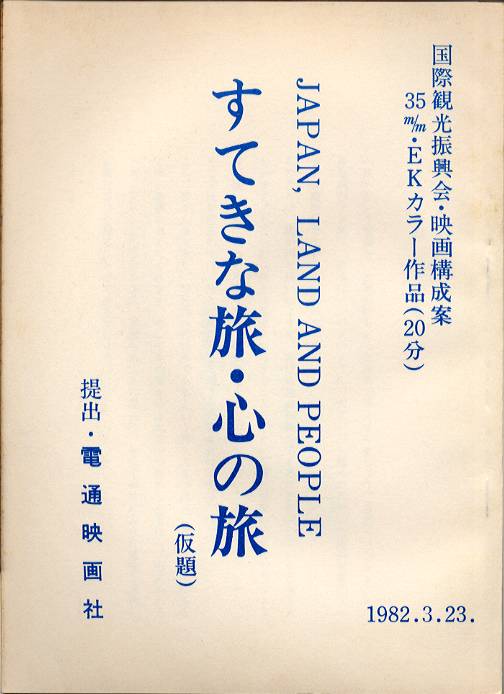 国際観光振興会・映画構成案
35m/m・EKカラー作品(20分)
JAPAN, LAND AND PEOPLE
すてきな旅・心の旅
(仮題)
提出・電通映画社
1982.3.23.